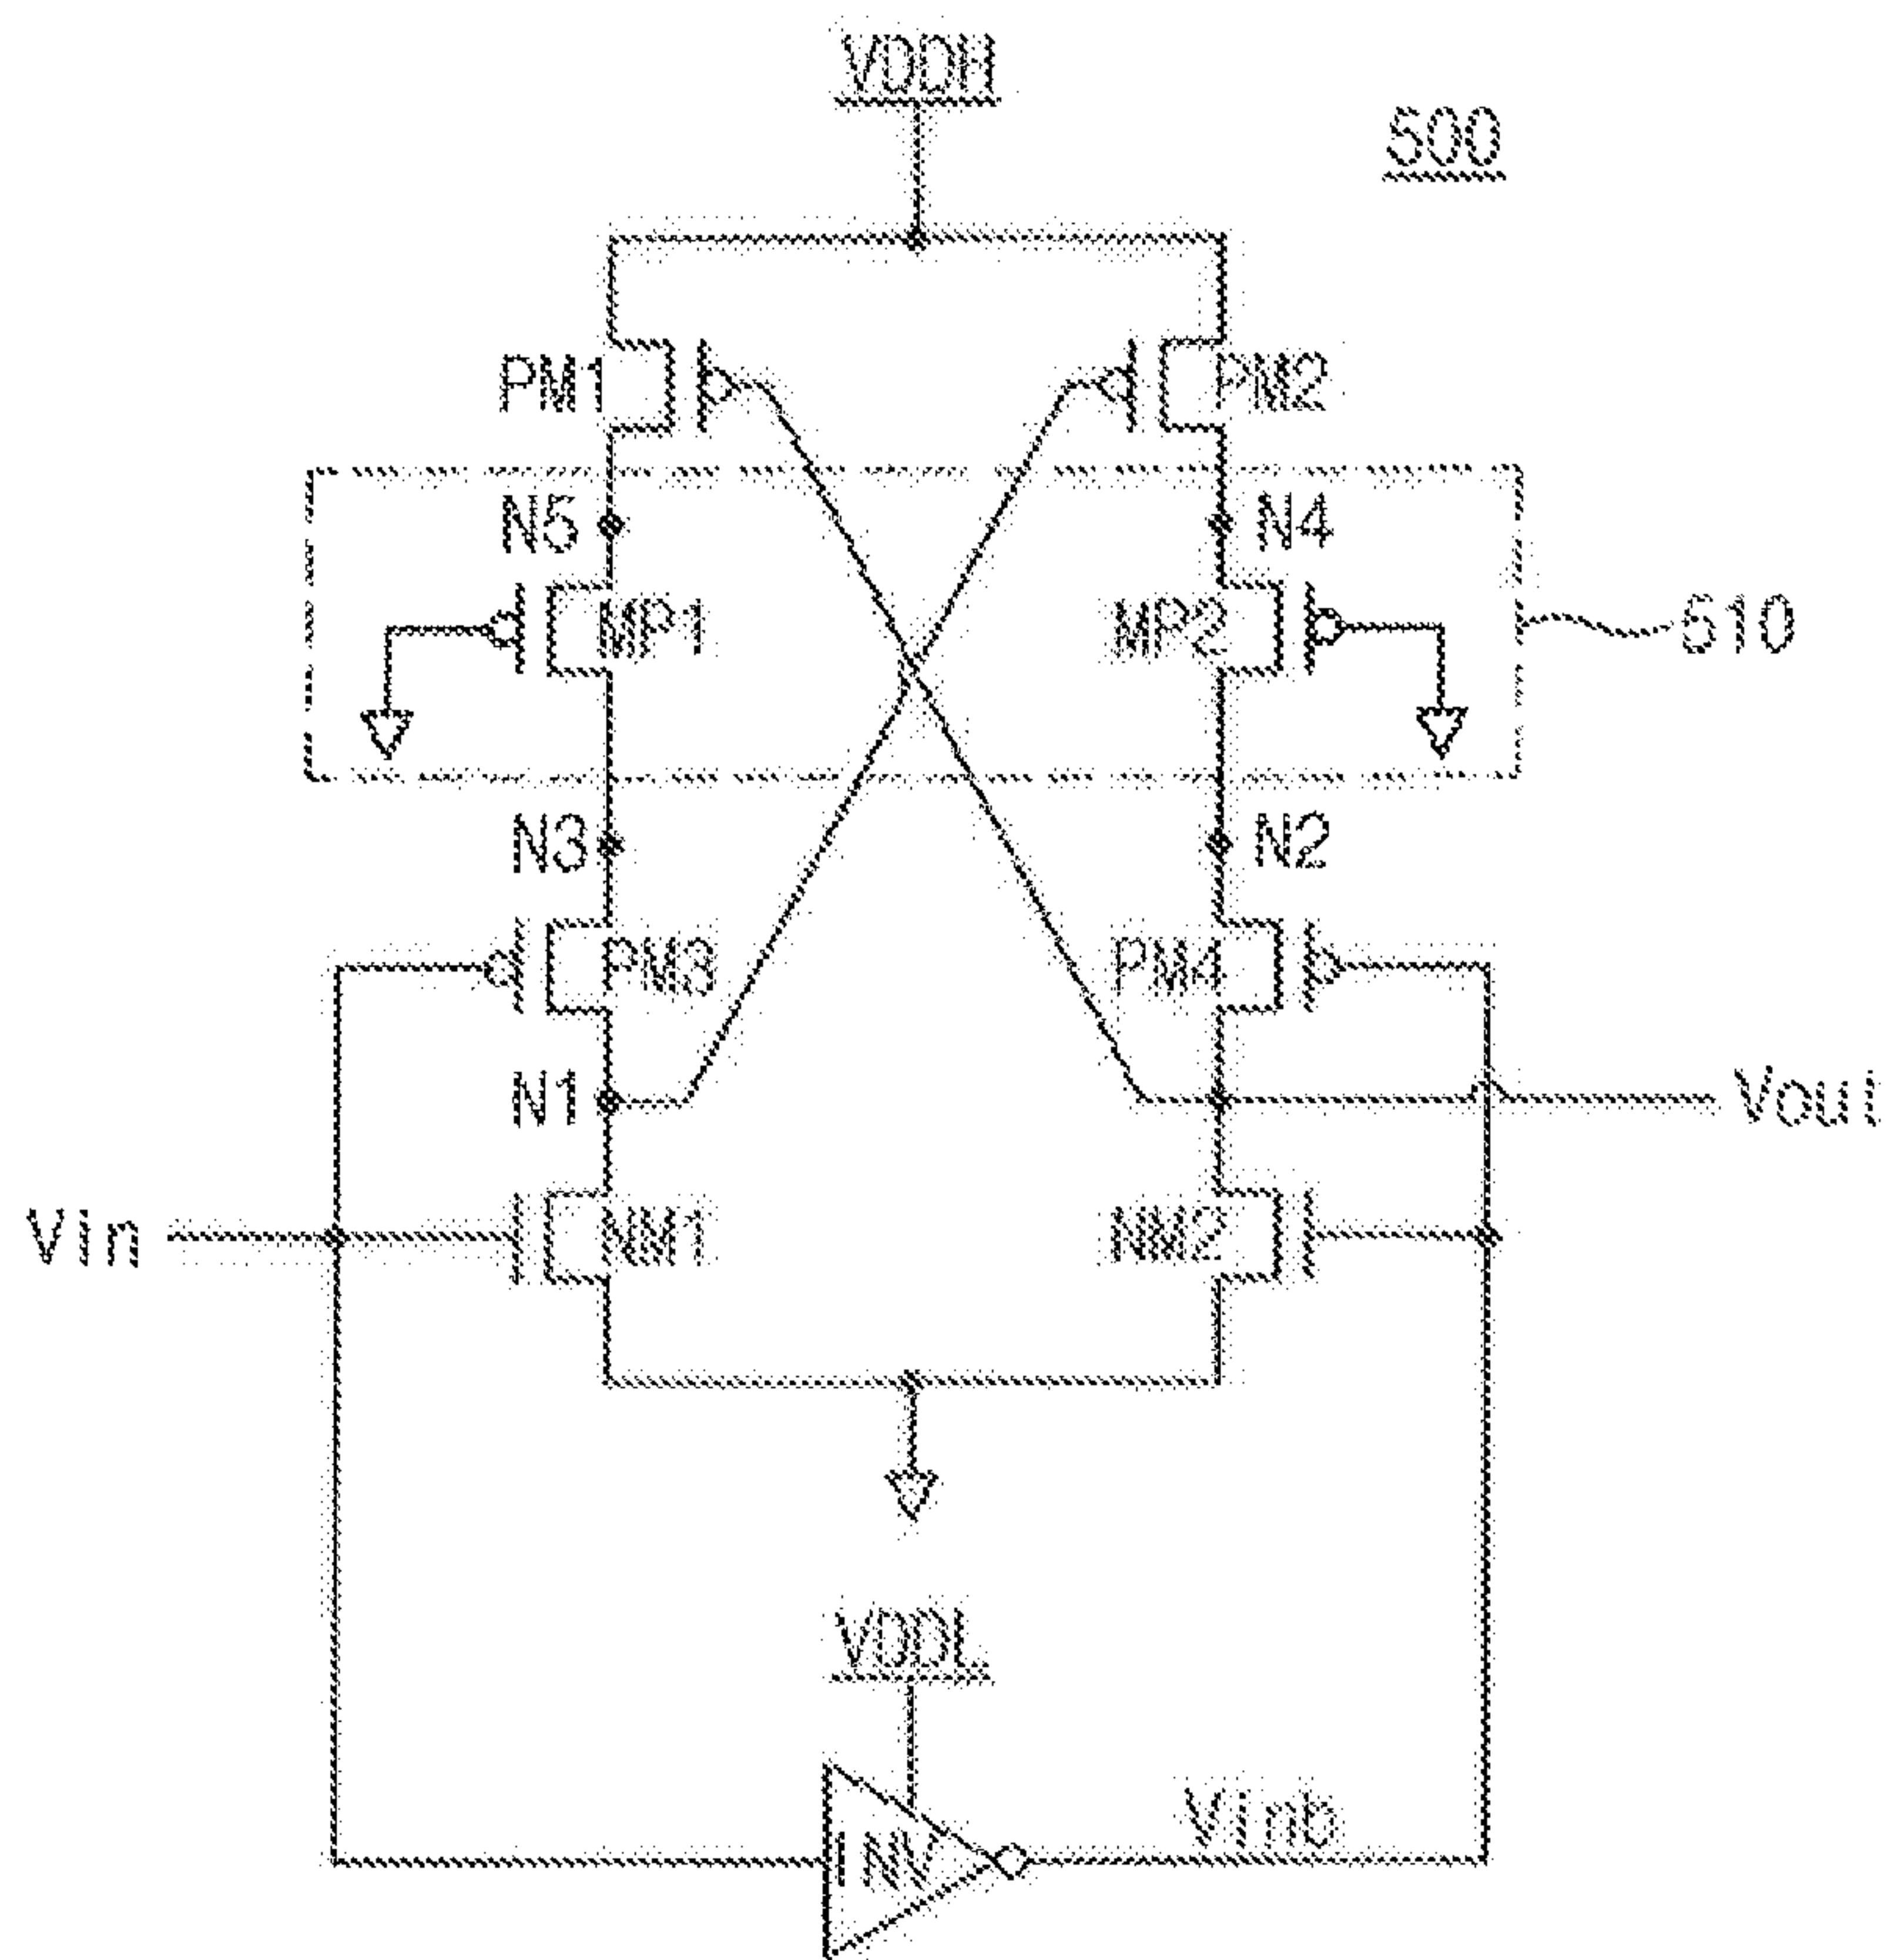 VDDH
500
PM1
PM2
N5
N4
MP1
MP2
510
N3
N2
PM3
PM4
N1
Vout
Vin
NM1
NM2
VDDL
Vinb
INV